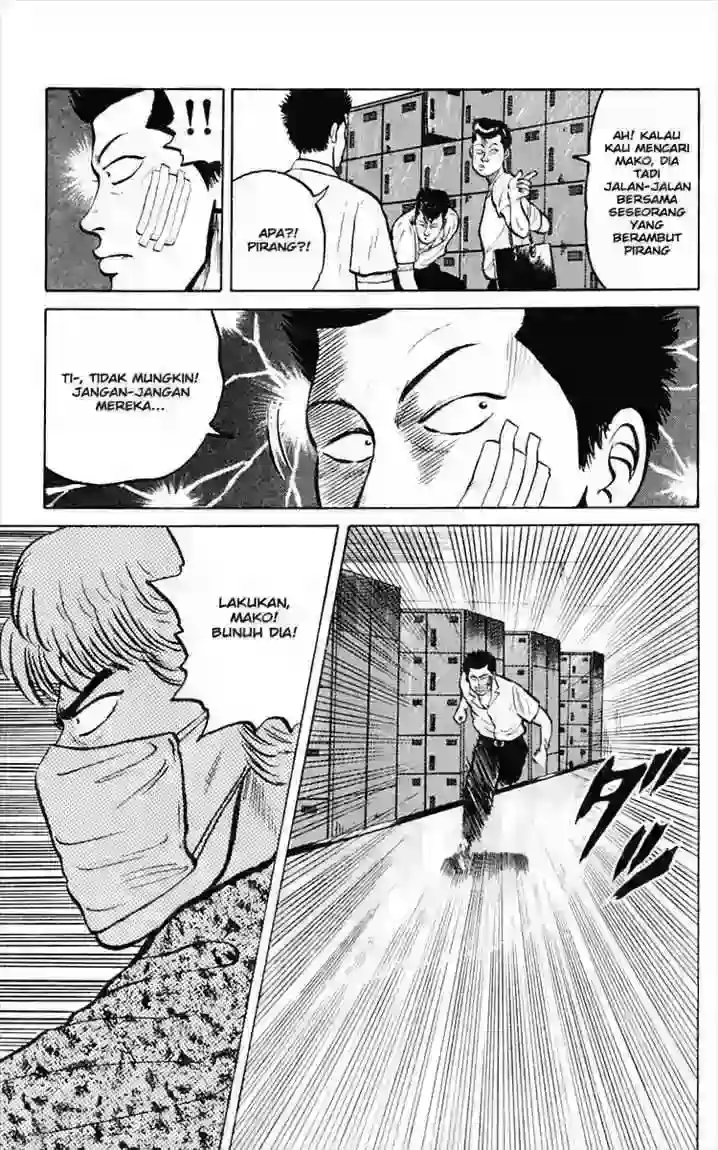 AH! KALAU
KAU MENCARI
MAKO, DIA
TADI
JALAN-JALAN
BERSAMA
SESEORANG
YANG
BERAMBUT
PIRANG
APA?!
PIRANG?!
!!
TI-, TIDAK MUNGKIN!
JANGAN-JANGAN
MEREKA...
ダッ
LAKUKAN,
MAKO!
BUNUH DIA!